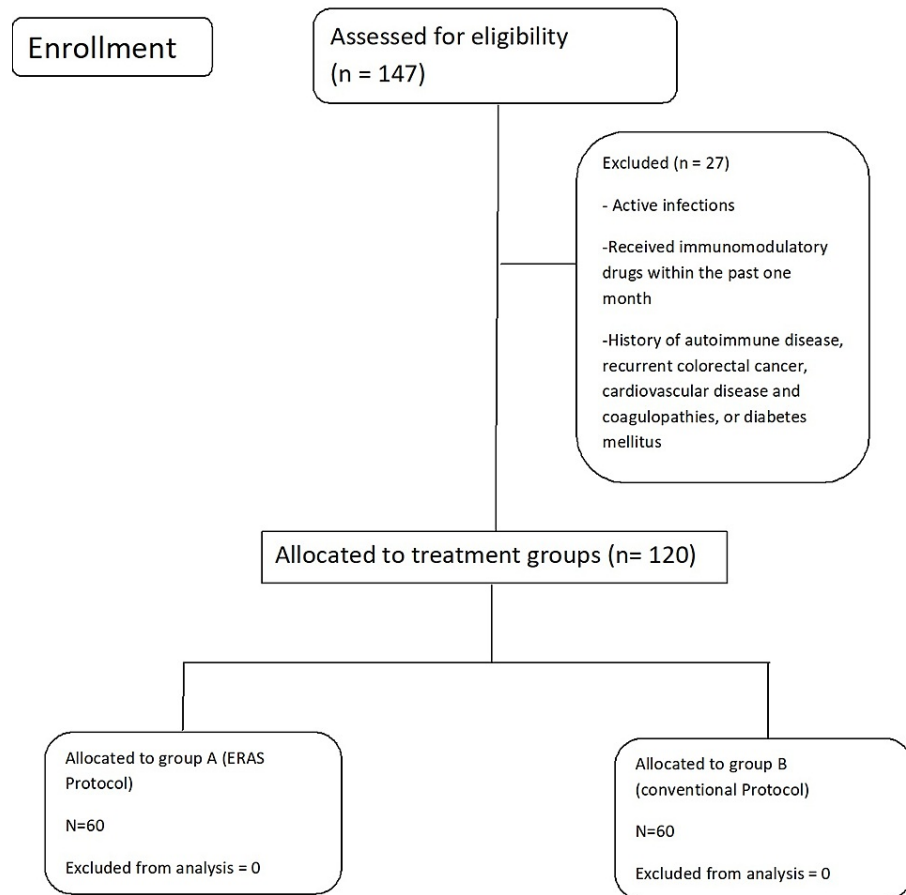 Enrollment
Assessed for eligibility
(n = 147)
Excluded (n = 27)
- Active infections
-Received immunomodulatory
drugs within the past one
month
-History of autoimmune disease,
recurrent colorectal cancer,
cardiovascular disease and
coagulopathies, or diabetes
mellitus
Allocated to treatment groups (n= 120)
Allocated to group A (ERAS
Protocol)
N=60
Excluded from analysis = 0
Allocated to group B
(conventional Protocol)
N=60
Excluded from analysis = 0